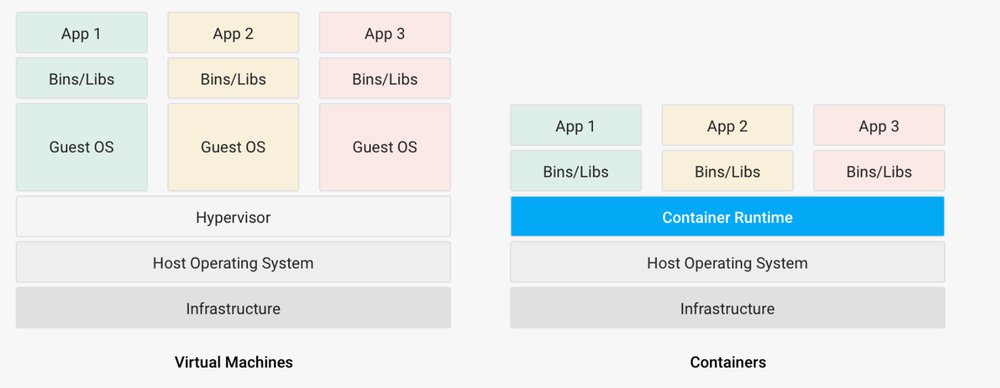 App 1
App 2
App 3
Bins/Libs
Bins/Libs
Bins/Libs
Guest OS
Guest OS
Guest OS
Hypervisor
Host Operating System
Infrastructure
Virtual Machines
App 1
App 2
App 3
Bins/Libs
Bins/Libs
Bins/Libs
Container Runtime
Host Operating System
Infrastructure
Containers